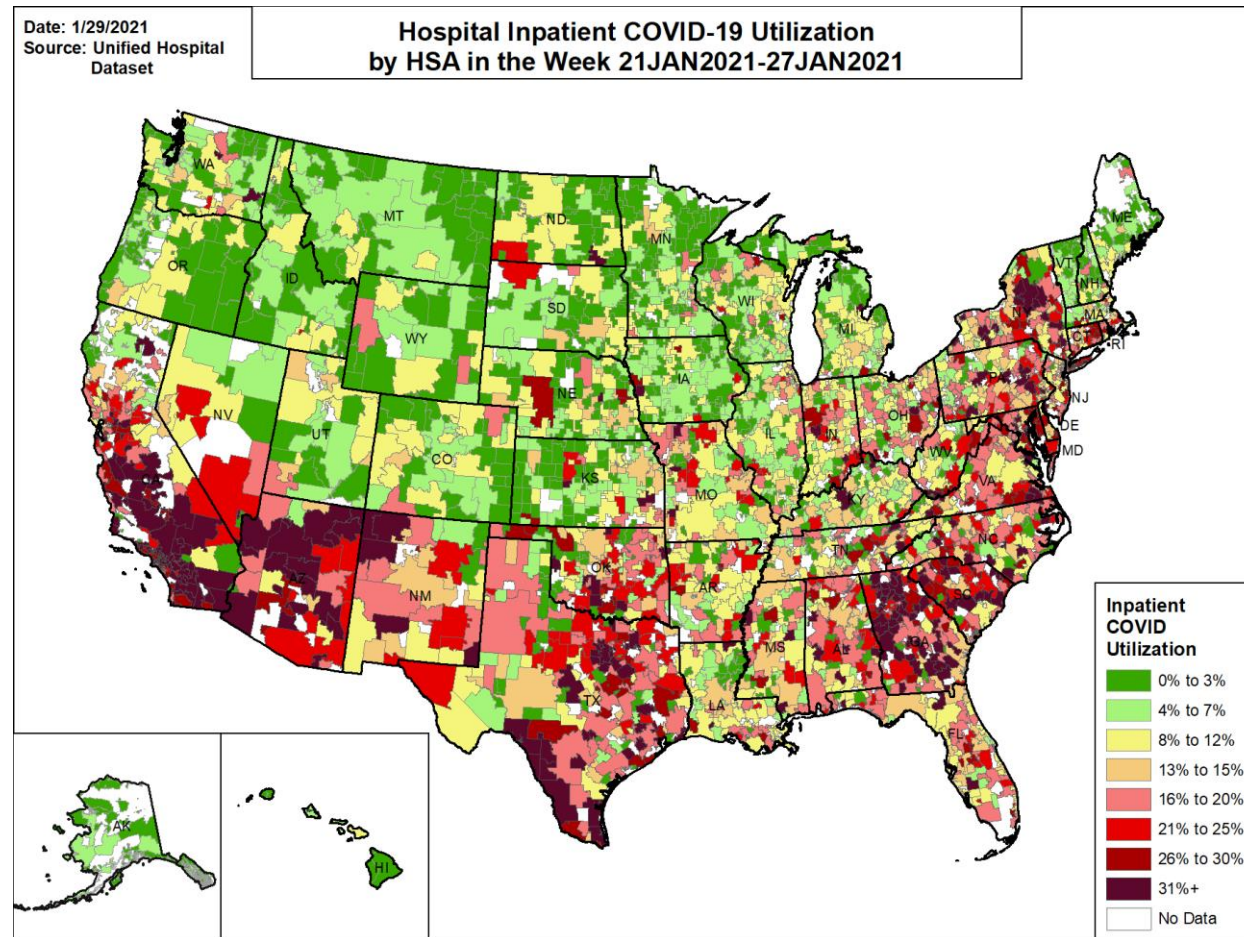 Date: 1/29/2021
Source: Unified Hospital
Dataset
Hospital Inpatient COVID-19 Utilization
by HSA in the Week 21JAN2021-27JAN2021
WA
MT
ND
MN
ME
OR
ID
SD
WI
VT
NH
WY
MI
NY
MA
CT
RI
NV
NE
IA
PA
NJ
UT
CO
IL
IN
OH
DE
MD
CA
KS
MO
WV
VA
KY
AZ
NM
OK
AR
TN
NC
SC
TX
LA
MS
AL
GA
FL
AK
HI
Inpatient
COVID
Utilization
0% to 3%
4% to 7%
8% to 12%
13% to 15%
16% to 20%
21% to 25%
26% to 30%
31%+
No Data